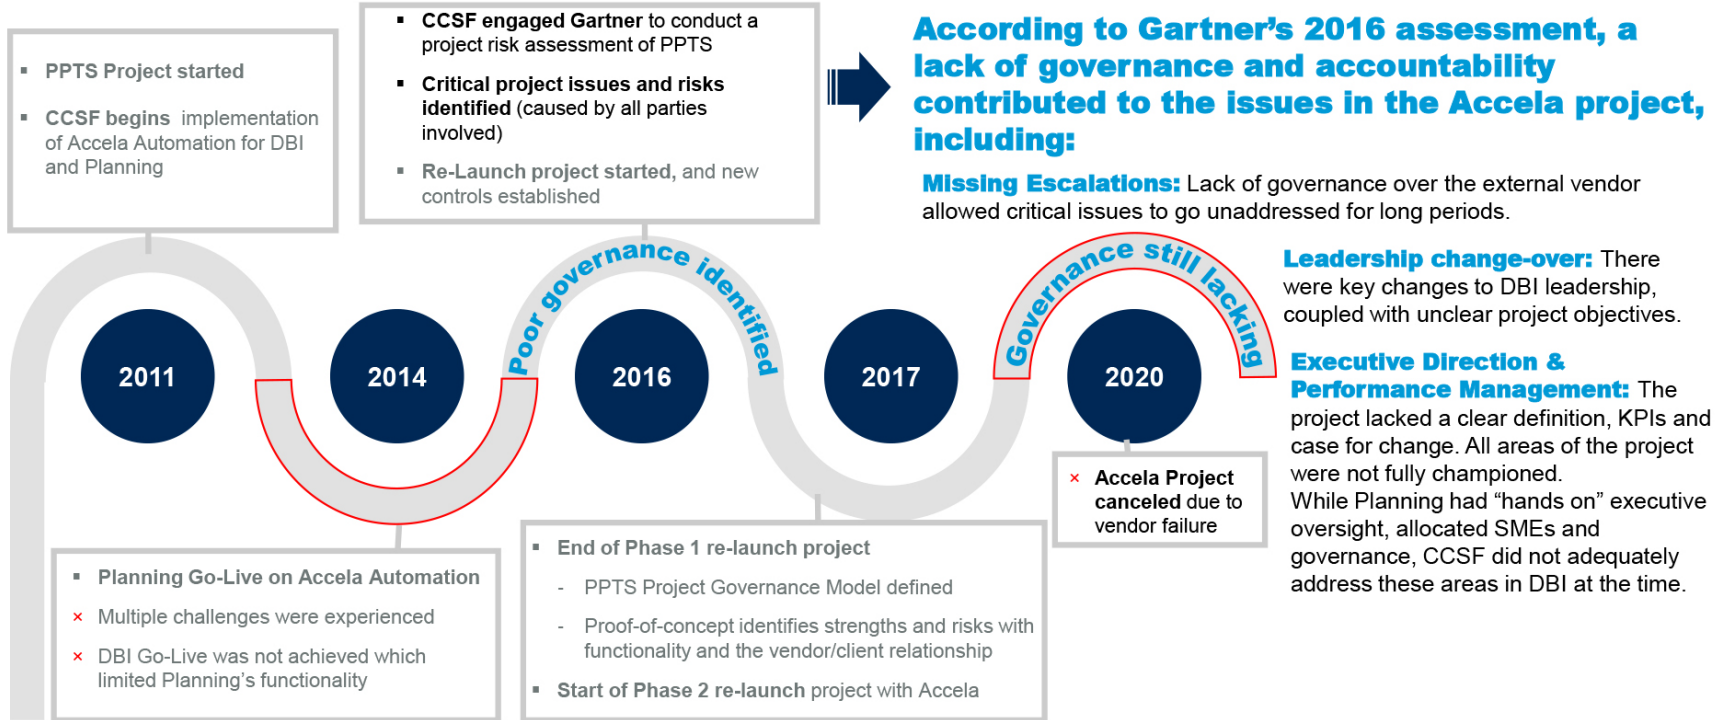 ▪ PPTS Project started
▪ CCSF begins implementation
of Accela Automation for DBI
and Planning
▪ CCSF engaged Gartner to conduct a
project risk assessment of PPTS
▪ Critical project issues and risks
identified (caused by all parties
involved)
▪ Re-Launch project started, and new
controls established
According to Gartner’s 2016 assessment, a
lack of governance and accountability
contributed to the issues in the Accela project,
including:
Missing Escalations: Lack of governance over the external vendor
allowed critical issues to go unaddressed for long periods.
Leadership change-over: There
were key changes to DBI leadership,
coupled with unclear project objectives.
Executive Direction &
Performance Management: The
project lacked a clear definition, KPIs and
case for change. All areas of the project
were not fully championed.
While Planning had “hands on” executive
oversight, allocated SMEs and
governance, CCSF did not adequately
address these areas in DBI at the time.
Poor governance identified
Governance still lacking
2011
2014
2016
2017
2020
▪ Planning Go-Live on Accela Automation
× Multiple challenges were experienced
× DBI Go-Live was not achieved which
limited Planning’s functionality
▪ End of Phase 1 re-launch project
- PPTS Project Governance Model defined
- Proof-of-concept identifies strengths and risks with
functionality and the vendor/client relationship
▪ Start of Phase 2 re-launch project with Accela
× Accela Project
canceled due to
vendor failure